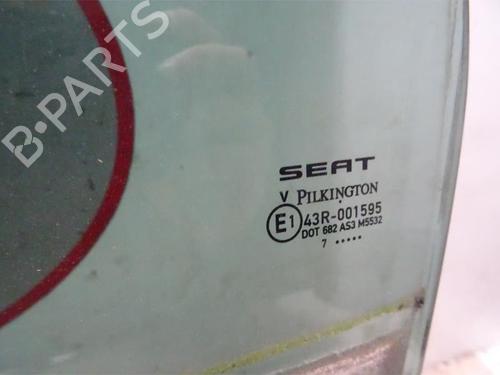 B-PARTS
SEAT
V PILKINGTON
E1 43R-001595
DOT 682 AS3 M5532
7 •••••